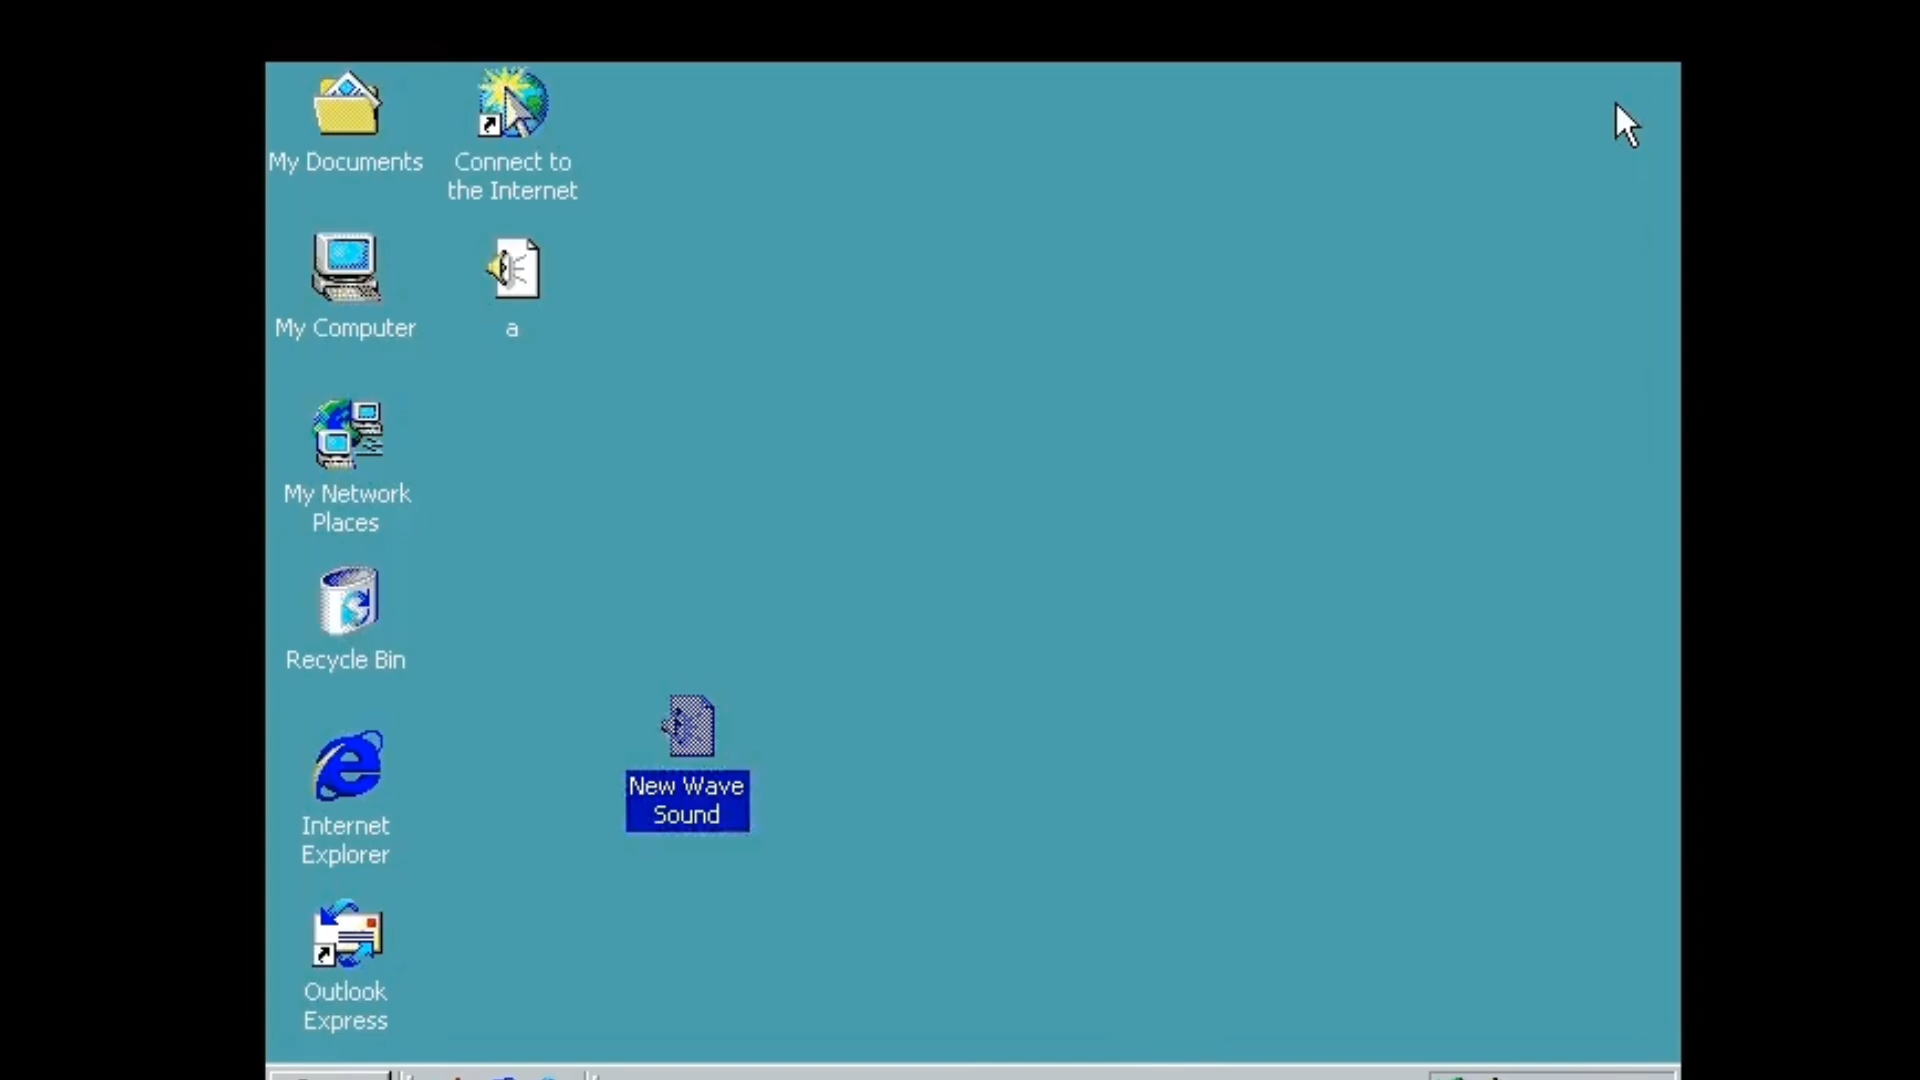 My Documents
Connect to
the Internet
My Computer
a
My Network
Places
Recycle Bin
New Wave
Sound
Internet
Explorer
Outlook
Express